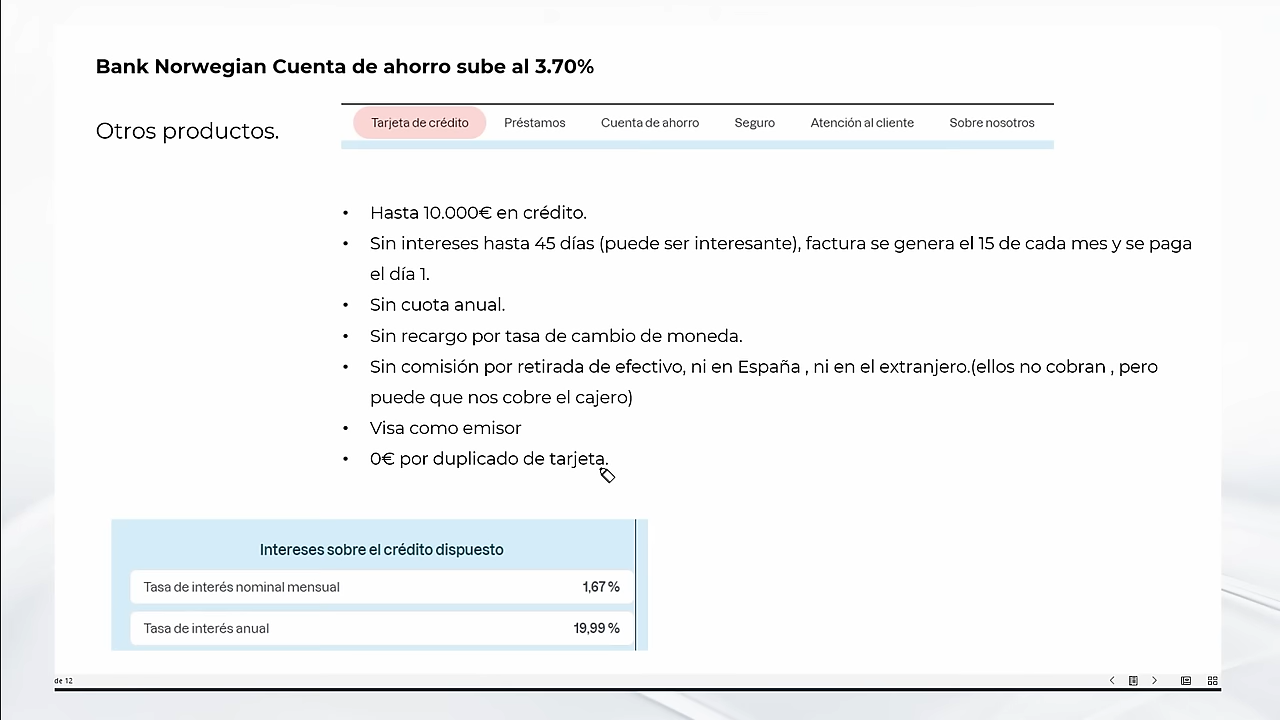 Bank Norwegian Cuenta de ahorro sube al 3.70%
Otros productos.
Tarjeta de crédito Préstamos Cuenta de ahorro Seguro Atención al cliente Sobre nosotros
• Hasta 10.000€ en crédito.
• Sin intereses hasta 45 días (puede ser interesante), factura se genera el 15 de cada mes y se paga
el día 1.
• Sin cuota anual.
• Sin recargo por tasa de cambio de moneda.
• Sin comisión por retirada de efectivo, ni en España , ni en el extranjero.(ellos no cobran , pero
puede que nos cobre el cajero)
• Visa como emisor
• 0€ por duplicado de tarjeta.
Intereses sobre el crédito dispuesto
Tasa de interés nominal mensual 1,67 %
Tasa de interés anual 19,99 %
de 12